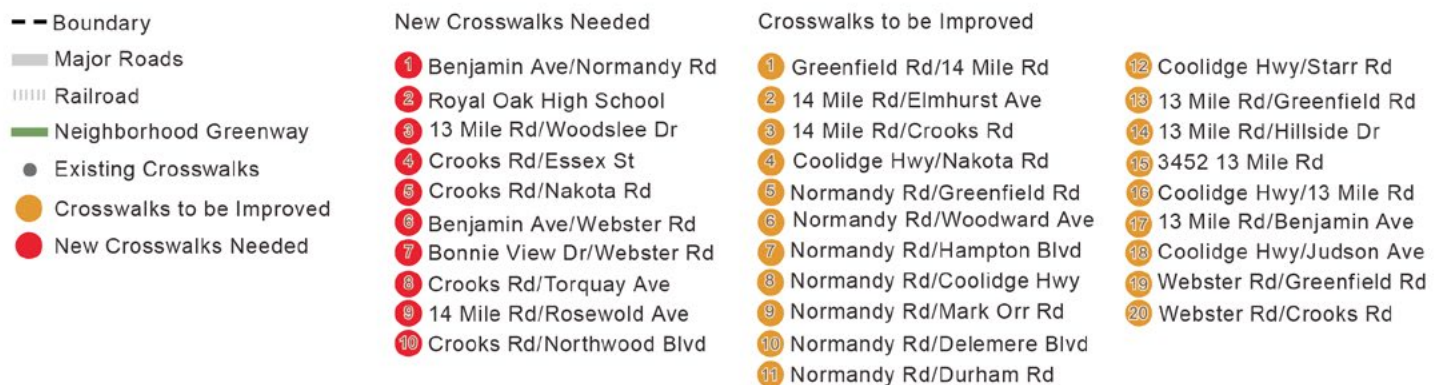 Boundary
Major Roads
Railroad
Neighborhood Greenway
Existing Crosswalks
Crosswalks to be Improved
New Crosswalks Needed
New Crosswalks Needed
1 Benjamin Ave/Normandy Rd
2 Royal Oak High School
3 13 Mile Rd/Woodslee Dr
4 Crooks Rd/Essex St
5 Crooks Rd/Nakota Rd
6 Benjamin Ave/Webster Rd
7 Bonnie View Dr/Webster Rd
8 Crooks Rd/Torquay Ave
9 14 Mile Rd/Rosewold Ave
10 Crooks Rd/Northwood Blvd
Crosswalks to be Improved
1 Greenfield Rd/14 Mile Rd
2 14 Mile Rd/Elmhurst Ave
3 14 Mile Rd/Crooks Rd
4 Coolidge Hwy/Nakota Rd
5 Normandy Rd/Greenfield Rd
6 Normandy Rd/Woodward Ave
7 Normandy Rd/Hampton Blvd
8 Normandy Rd/Coolidge Hwy
9 Normandy Rd/Mark Orr Rd
10 Normandy Rd/Delemere Blvd
11 Normandy Rd/Durham Rd
12 Coolidge Hwy/Starr Rd
13 13 Mile Rd/Greenfield Rd
14 13 Mile Rd/Hillside Dr
15 3452 13 Mile Rd
16 Coolidge Hwy/13 Mile Rd
17 13 Mile Rd/Benjamin Ave
18 Coolidge Hwy/Judson Ave
19 Webster Rd/Greenfield Rd
20 Webster Rd/Crooks Rd